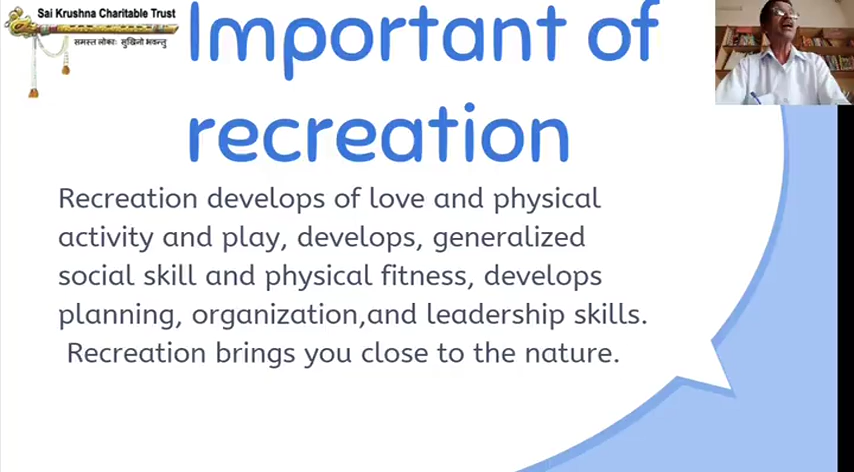 Sai Krushna Charitable Trust
समस्त लोकाः सुखिनो भवन्तु
Important of
recreation
Recreation develops of love and physical
activity and play, develops, generalized
social skill and physical fitness, develops
planning, organization,and leadership skills.
Recreation brings you close to the nature.